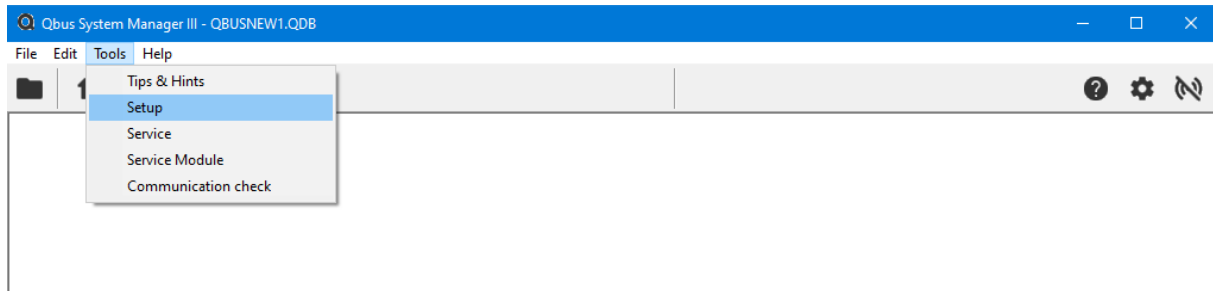 Qbus System Manager III - QBUSNEW1.QDB
File Edit Tools Help
Tips & Hints
Setup
Service
Service Module
Communication check